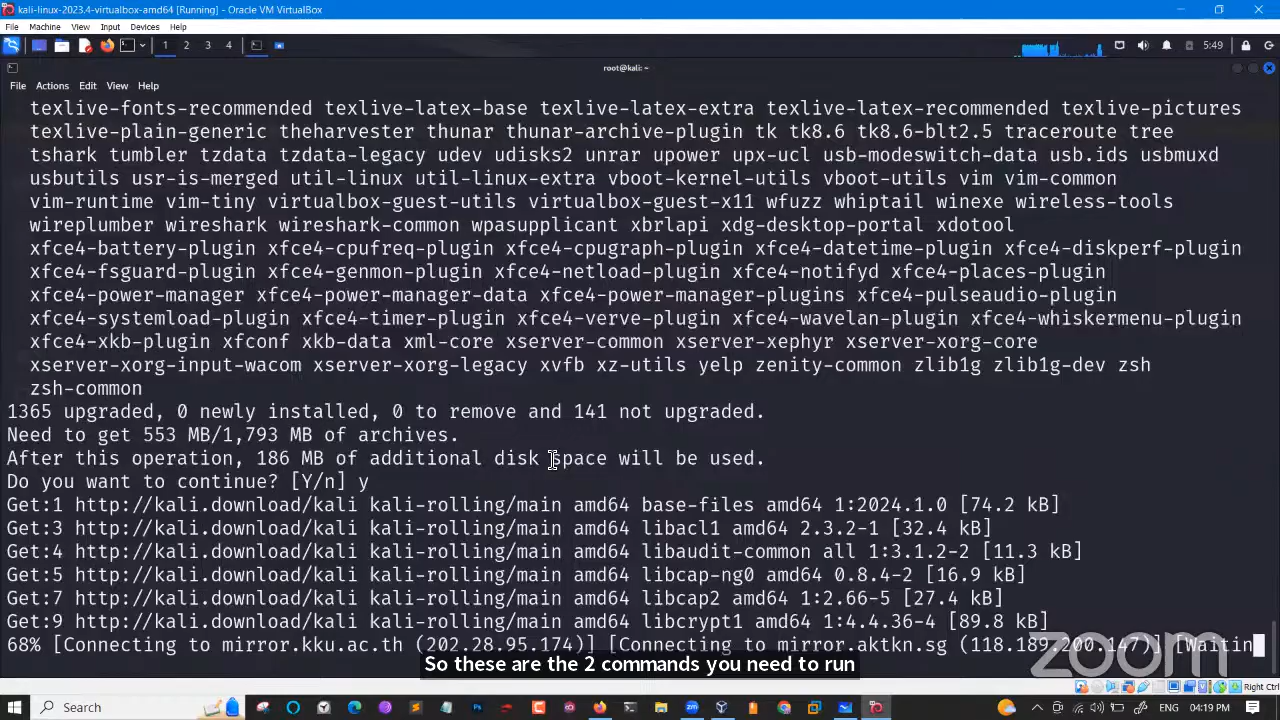 kali-linux-2023.4-virtualbox-amd64 [Running] - Oracle VM VirtualBox
File Machine View Input Devices Help
1 2 3 4 5:49
root@kali: ~
File Actions Edit View Help
texlive-fonts-recommended texlive-latex-base texlive-latex-extra texlive-latex-recommended texlive-pictures
texlive-plain-generic theharvester thunar thunar-archive-plugin tk tk8.6 tk8.6-blt2.5 traceroute tree
tshark tumbler tzdata tzdata-legacy udev udisks2 unrar upower upx-ucl usb-modeswitch-data usb.ids usbmuxd
usbutils usr-is-merged util-linux util-linux-extra vboot-kernel-utils vboot-utils vim vim-common
vim-runtime vim-tiny virtualbox-guest-utils virtualbox-guest-x11 wfuzz whiptail winexe wireless-tools
wireplumber wireshark wireshark-common wpasupplicant xbrlapi xdg-desktop-portal xdotool
xfce4-battery-plugin xfce4-cpufreq-plugin xfce4-cpugraph-plugin xfce4-datetime-plugin xfce4-diskperf-plugin
xfce4-fsguard-plugin xfce4-genmon-plugin xfce4-netload-plugin xfce4-notifyd xfce4-places-plugin
xfce4-power-manager xfce4-power-manager-data xfce4-power-manager-plugins xfce4-pulseaudio-plugin
xfce4-systemload-plugin xfce4-timer-plugin xfce4-verve-plugin xfce4-wavelan-plugin xfce4-whiskermenu-plugin
xfce4-xkb-plugin xfconf xkb-data xml-core xserver-common xserver-xephyr xserver-xorg-core
xserver-xorg-input-wacom xserver-xorg-legacy xvfb xz-utils yelp zenity-common zlib1g zlib1g-dev zsh
zsh-common
1365 upgraded, 0 newly installed, 0 to remove and 141 not upgraded.
Need to get 553 MB/1,793 MB of archives.
After this operation, 186 MB of additional disk space will be used.
Do you want to continue? [Y/n] y
Get:1 http://kali.download/kali kali-rolling/main amd64 base-files amd64 1:2024.1.0 [74.2 kB]
Get:3 http://kali.download/kali kali-rolling/main amd64 libacl1 amd64 2.3.2-1 [32.4 kB]
Get:4 http://kali.download/kali kali-rolling/main amd64 libaudit-common all 1:3.1.2-2 [11.3 kB]
Get:5 http://kali.download/kali kali-rolling/main amd64 libcap-ng0 amd64 0.8.4-2 [16.9 kB]
Get:7 http://kali.download/kali kali-rolling/main amd64 libcap2 amd64 1:2.66-5 [27.4 kB]
Get:9 http://kali.download/kali kali-rolling/main amd64 libcrypt1 amd64 1:4.4.36-4 [89.8 kB]
68% [Connecting to mirror.kku.ac.th (202.28.95.174)] [Connecting to mirror.aktkn.sg (118.189.200.147)] [Waitin
So these are the 2 commands you need to run
zoom
Right Ctrl
Search ENG 04:19 PM